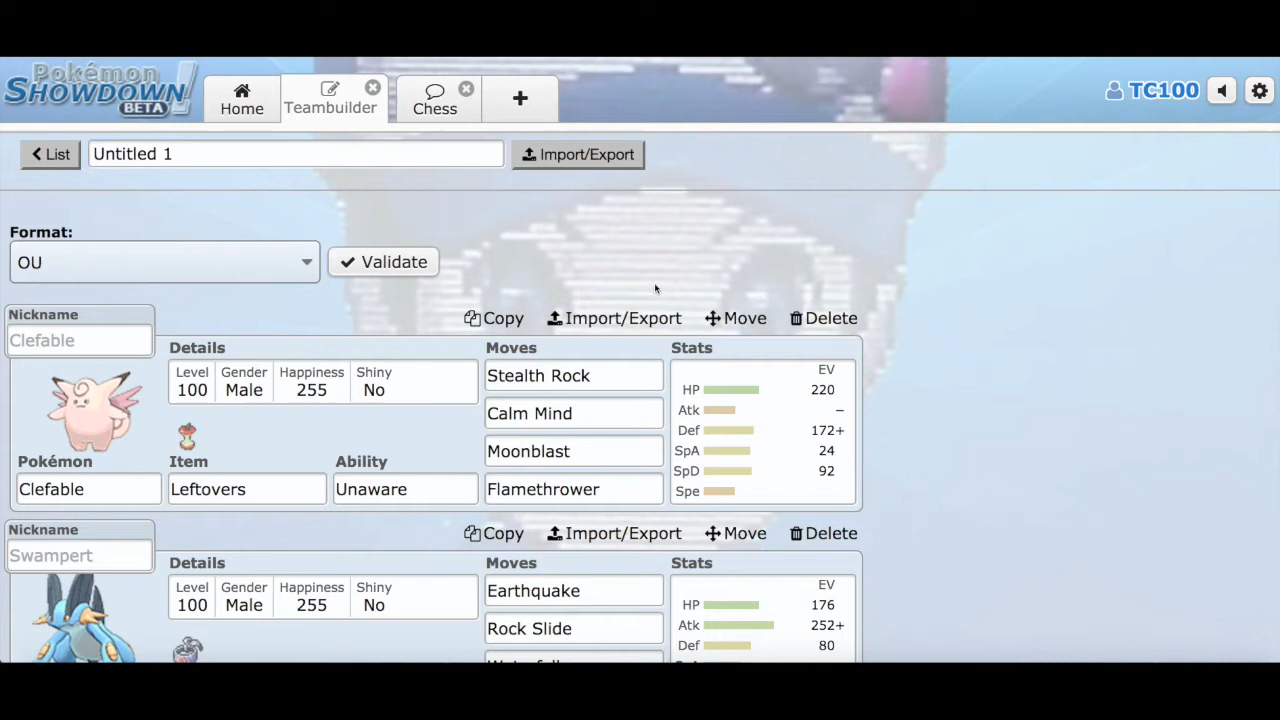 Pokémon
SHOWDOWN!
BETA
Home
Teambuilder
Chess
+
TC100
List
Untitled 1
Import/Export
Format:
OU
Validate
Nickname
Clefable
Copy Import/Export Move Delete
Details
Level Gender Happiness Shiny
100 Male 255 No
Pokémon Item Ability
Clefable Leftovers Unaware
Moves
Stealth Rock
Calm Mind
Moonblast
Flamethrower
Stats
EV
HP 220
Atk –
Def 172+
SpA 24
SpD 92
Spe
Nickname
Swampert
Copy Import/Export Move Delete
Details
Level Gender Happiness Shiny
100 Male 255 No
Moves
Earthquake
Rock Slide
Stats
EV
HP 176
Atk 252+
Def 80